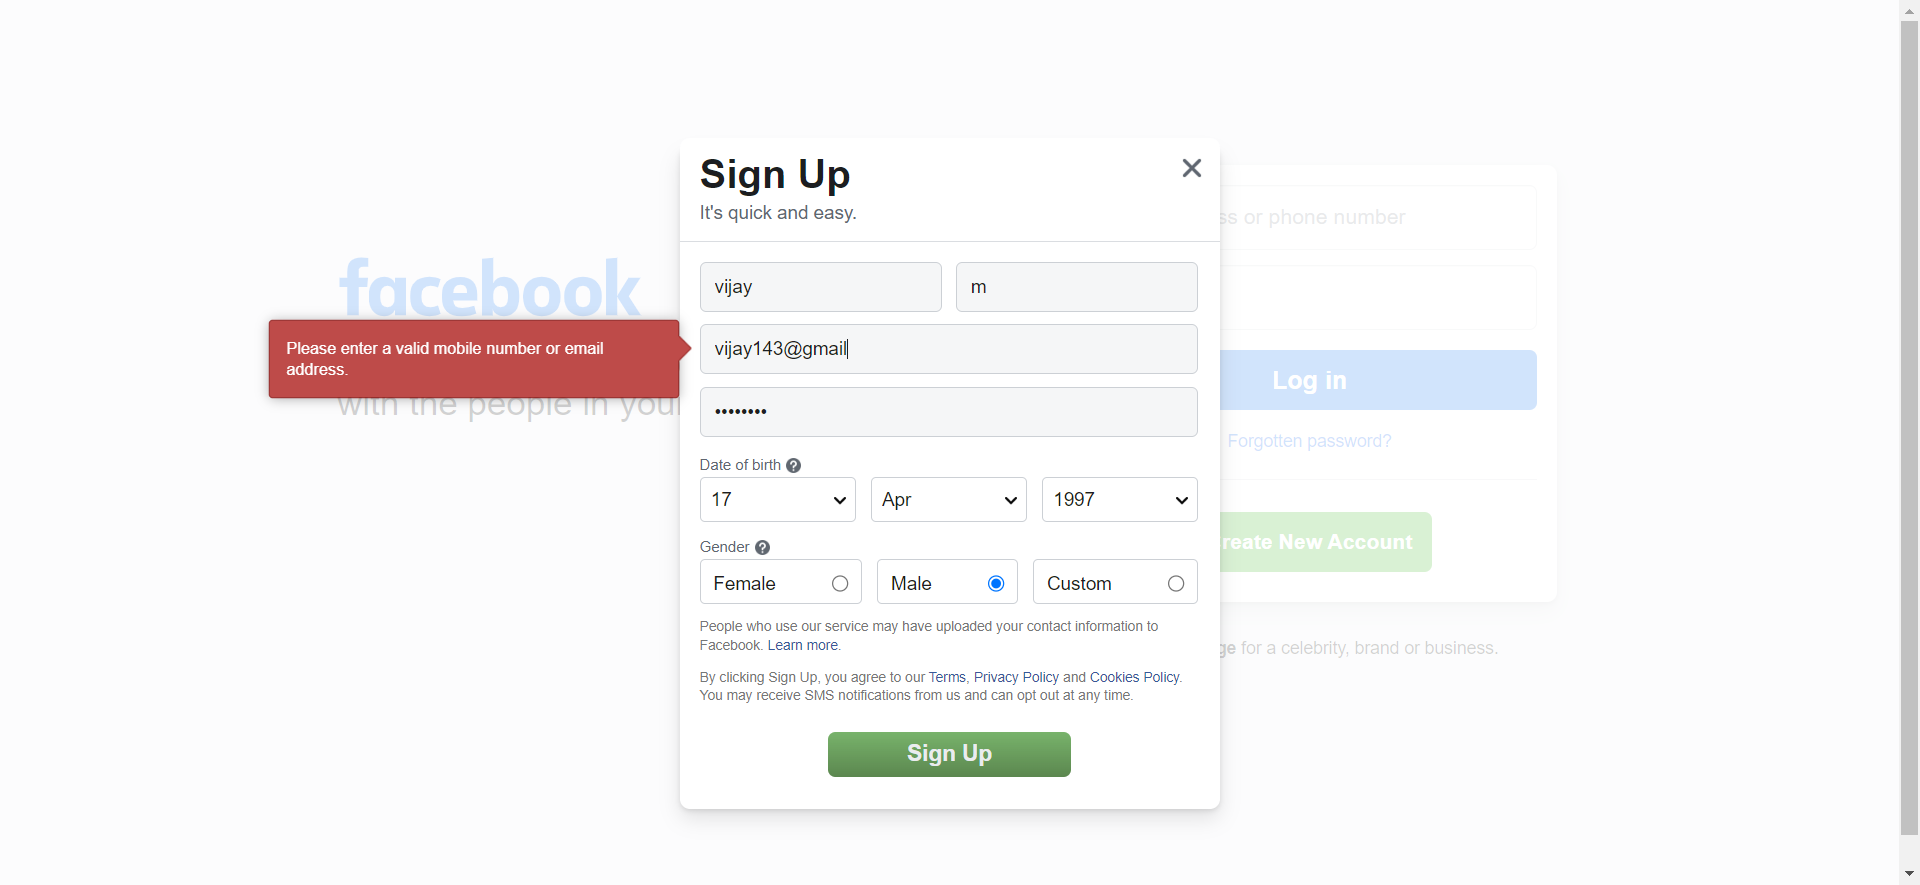 Sign Up
It's quick and easy.
facebook
vijay
m
Please enter a valid mobile number or email
address.
vijay143@gmail
••••••••
with the people in your
Date of birth
17
Apr
1997
Gender
Female
Male
Custom
People who use our service may have uploaded your contact information to
Facebook. Learn more.
By clicking Sign Up, you agree to our Terms, Privacy Policy and Cookies Policy.
You may receive SMS notifications from us and can opt out at any time.
Sign Up
ss or phone number
Log in
Forgotten password?
reate New Account
ge for a celebrity, brand or business.